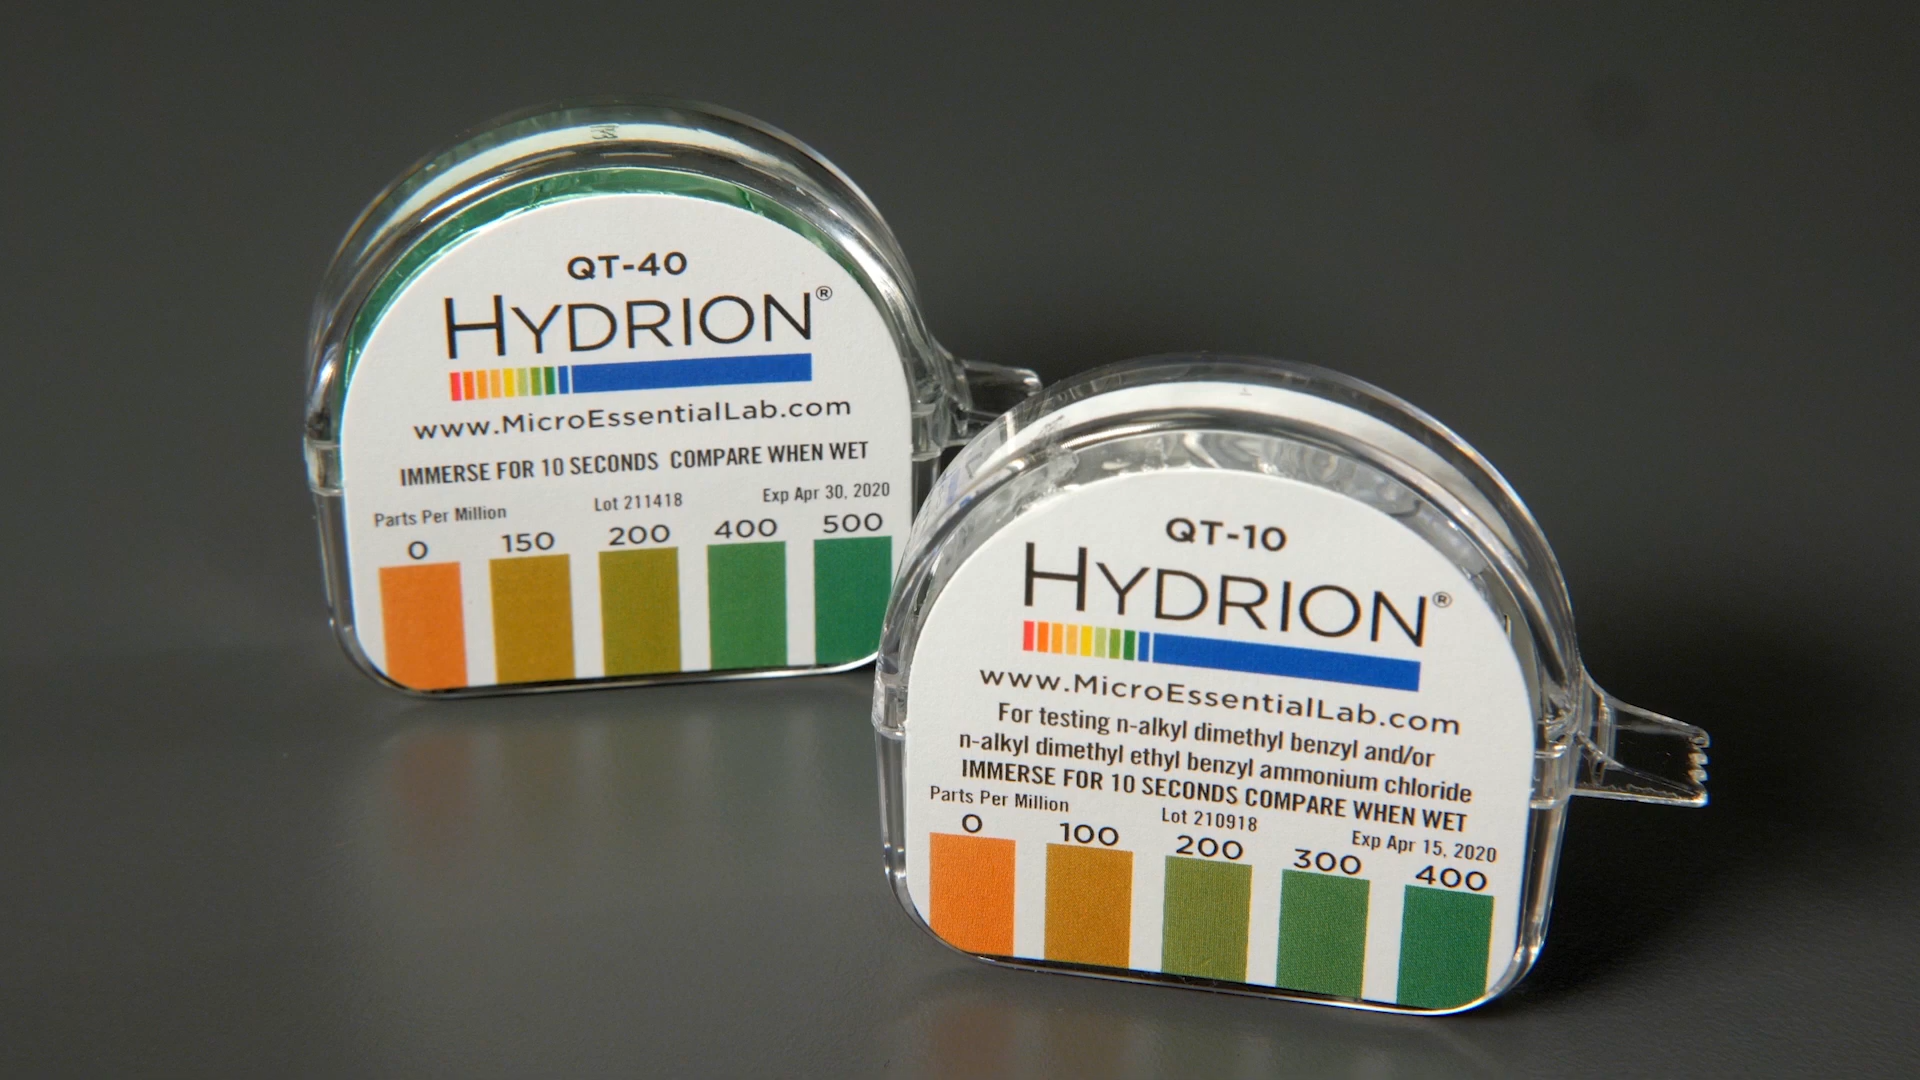 QT-40
HYDRION®
www.MicroEssentialLab.com
IMMERSE FOR 10 SECONDS COMPARE WHEN WET
Parts Per Million Lot 211418 Exp Apr 30, 2020
0 150 200 400 500
QT-10
HYDRION®
www.MicroEssentialLab.com
For testing n-alkyl dimethyl benzyl and/or
n-alkyl dimethyl ethyl benzyl ammonium chloride
IMMERSE FOR 10 SECONDS COMPARE WHEN WET
Parts Per Million Lot 210918 Exp Apr 15, 2020
0 100 200 300 400